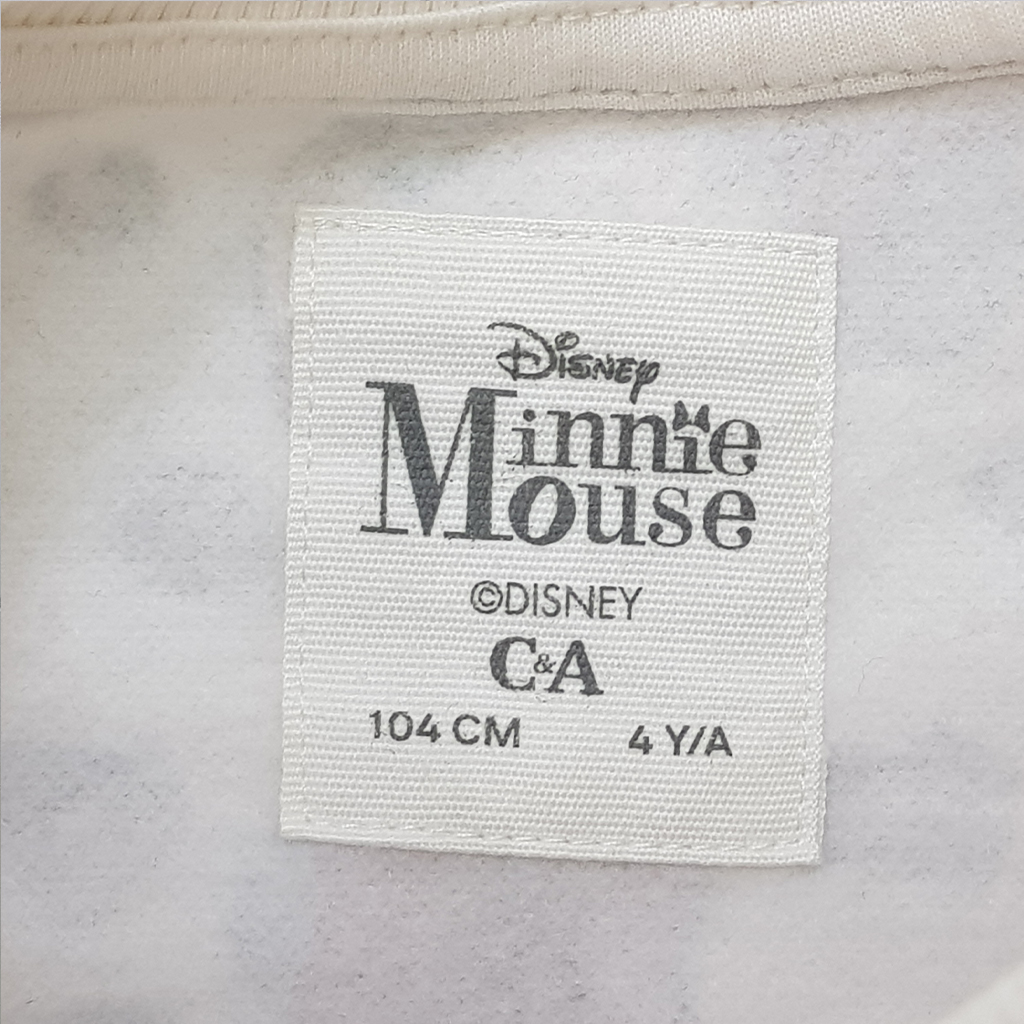 Disney
Minnie
Mouse
©DISNEY
C&A
104 CM 4 Y/A